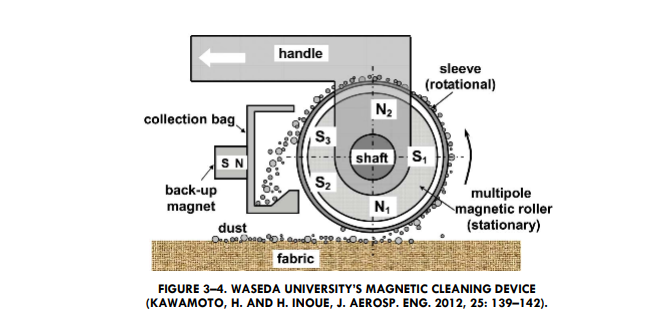 handle
sleeve
(rotational)
N2
collection bag
S3
S N
shaft
S1
back-up
magnet
S2
N1
multipole
magnetic roller
(stationary)
dust
fabric
FIGURE 3–4. WASEDA UNIVERSITY'S MAGNETIC CLEANING DEVICE
(KAWAMOTO, H. AND H. INOUE, J. AEROSP. ENG. 2012, 25: 139–142).